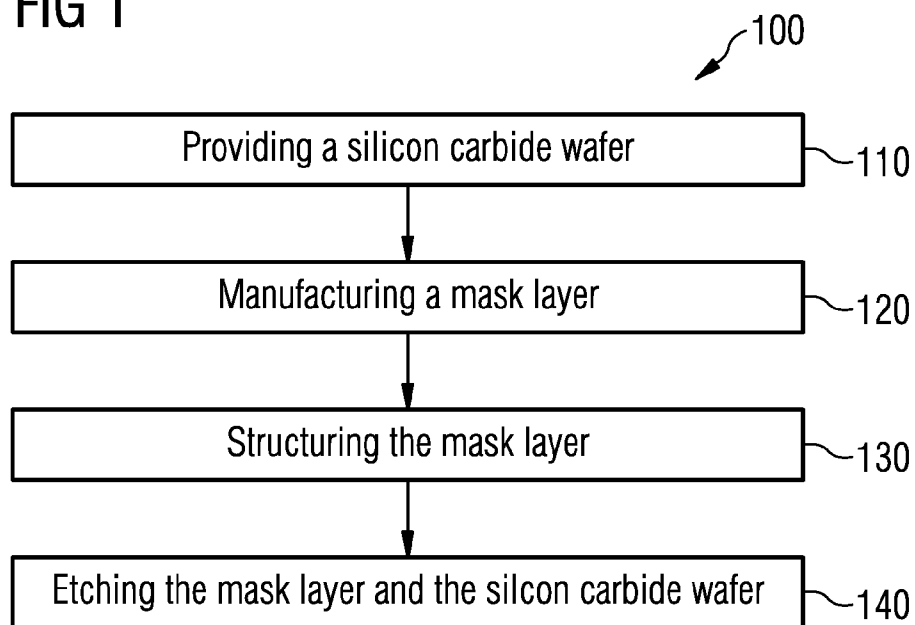 FIG 1
100
Providing a silicon carbide wafer
110
Manufacturing a mask layer
120
Structuring the mask layer
130
Etching the mask layer and the silcon carbide wafer
140